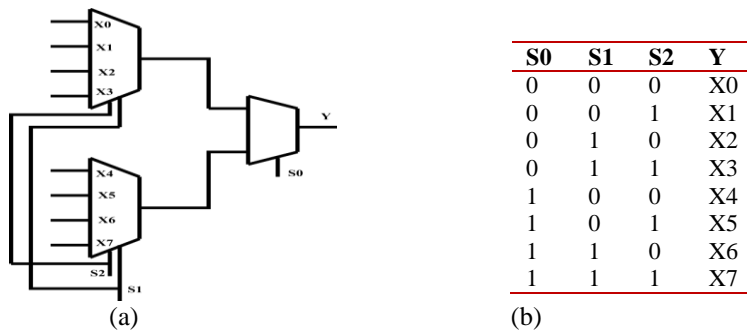 X0
X1
X2
X3
Y
S0
X4
X5
X6
X7
S2
S1
(a)
S0 S1 S2 Y
0 0 0 X0
0 0 1 X1
0 1 0 X2
0 1 1 X3
1 0 0 X4
1 0 1 X5
1 1 0 X6
1 1 1 X7
(b)